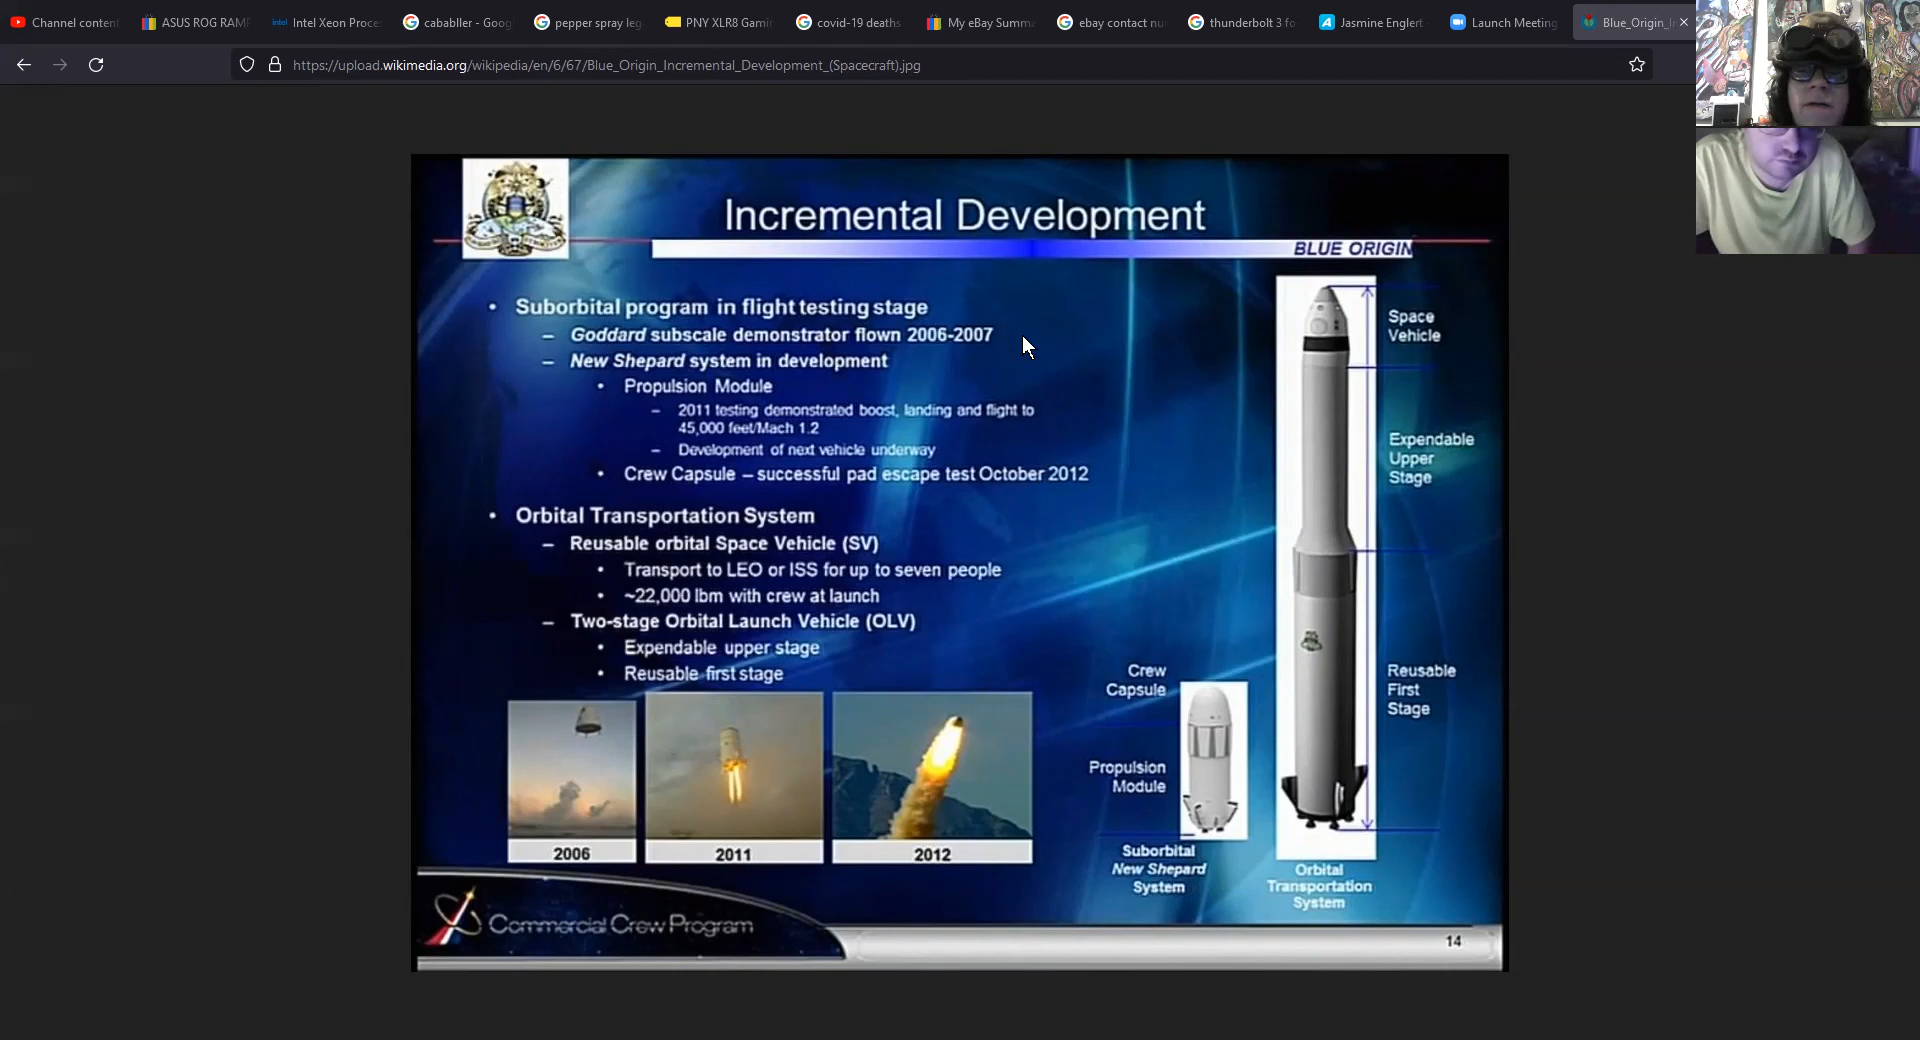 Channel content
ASUS ROG RAMP
intel Intel Xeon Proces
cababller - Goog
pepper spray leg
PNY XLR8 Gamin
covid-19 deaths
My eBay Summa
ebay contact nu
thunderbolt 3 fo
Jasmine Englert
Launch Meeting
Blue_Origin_In
https://upload.wikimedia.org/wikipedia/en/6/67/Blue_Origin_Incremental_Development_(Spacecraft).jpg
Incremental Development
BLUE ORIGIN
• Suborbital program in flight testing stage
– Goddard subscale demonstrator flown 2006-2007
– New Shepard system in development
• Propulsion Module
– 2011 testing demonstrated boost, landing and flight to
45,000 feet/Mach 1.2
– Development of next vehicle underway
• Crew Capsule – successful pad escape test October 2012
• Orbital Transportation System
– Reusable orbital Space Vehicle (SV)
• Transport to LEO or ISS for up to seven people
• ~22,000 lbm with crew at launch
– Two-stage Orbital Launch Vehicle (OLV)
• Expendable upper stage
• Reusable first stage
2006
2011
2012
Crew
Capsule
Propulsion
Module
Suborbital
New Shepard
System
Space
Vehicle
Expendable
Upper
Stage
Reusable
First
Stage
Orbital
Transportation
System
Commercial Crew Program
14